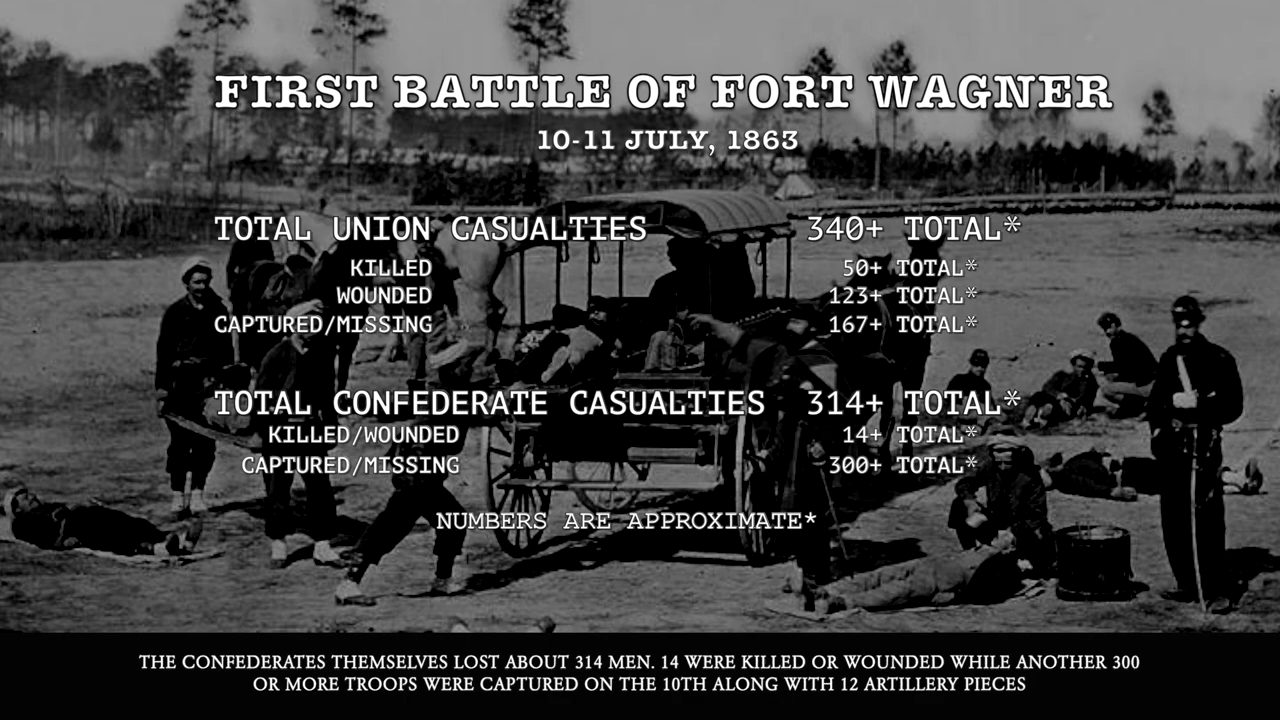 FIRST BATTLE OF FORT WAGNER
10-11 JULY, 1863
TOTAL UNION CASUALTIES 340+ TOTAL*
KILLED 50+ TOTAL*
WOUNDED 123+ TOTAL*
CAPTURED/MISSING 167+ TOTAL*
TOTAL CONFEDERATE CASUALTIES 314+ TOTAL*
KILLED/WOUNDED 14+ TOTAL*
CAPTURED/MISSING 300+ TOTAL*
NUMBERS ARE APPROXIMATE*
THE CONFEDERATES THEMSELVES LOST ABOUT 314 MEN. 14 WERE KILLED OR WOUNDED WHILE ANOTHER 300
OR MORE TROOPS WERE CAPTURED ON THE 10TH ALONG WITH 12 ARTILLERY PIECES